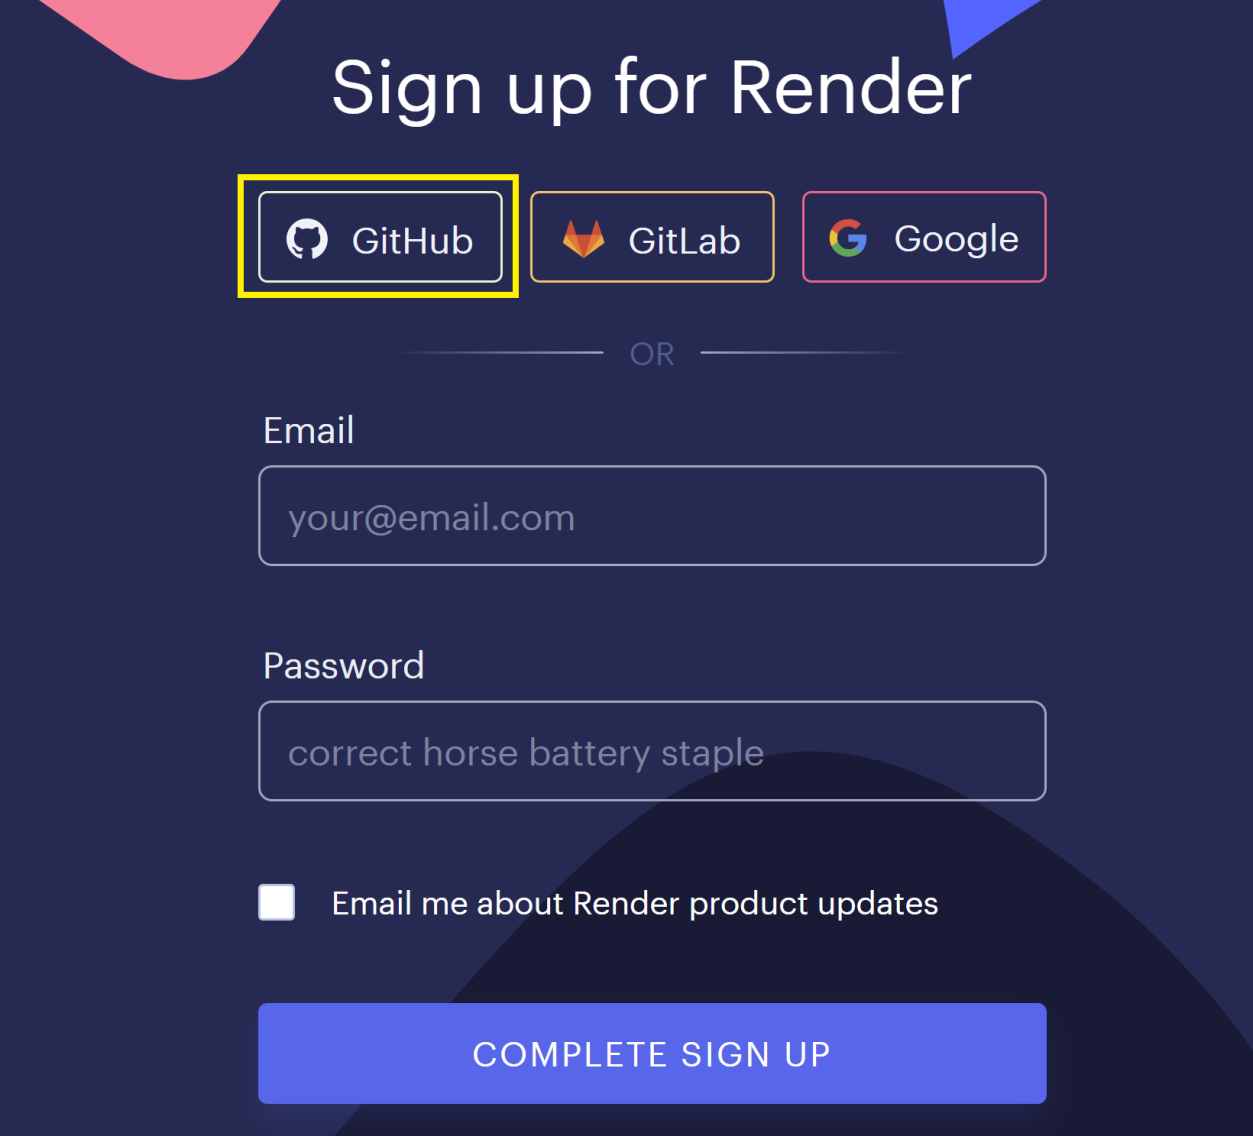 Sign up for Render
GitHub GitLab Google
OR
Email
your@email.com
Password
correct horse battery staple
Email me about Render product updates
COMPLETE SIGN UP